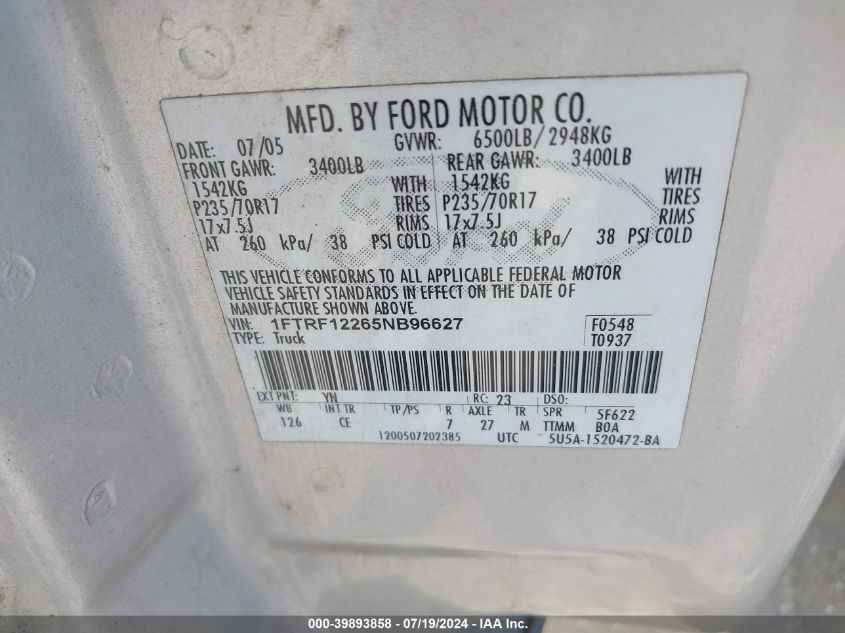 MFD. BY FORD MOTOR CO.
DATE: 07/05 GVWR: 6500LB/2948KG
FRONT GAWR: 3400LB REAR GAWR: 3400LB
1542KG WITH 1542KG WITH
P235/70R17 TIRES P235/70R17 TIRES
17x7.5J RIMS 17x7.5J RIMS
AT 260 kPa/ 38 PSI COLD AT 260 kPa/ 38 PSI COLD
THIS VEHICLE CONFORMS TO ALL APPLICABLE FEDERAL MOTOR
VEHICLE SAFETY STANDARDS IN EFFECT ON THE DATE OF
MANUFACTURE SHOWN ABOVE.
VIN: 1FTRF12265NB96627 F0548
TYPE: Truck T0937
EXT PNT: YN RC: 23 DSO:
WB INT TR TP/PS R AXLE TR SPR 5F622
126 CE 7 27 M TTMM B0A
1200507202385 UTC 5U5A-1520472-BA
000-39893858 - 07/19/2024 - IAA Inc.